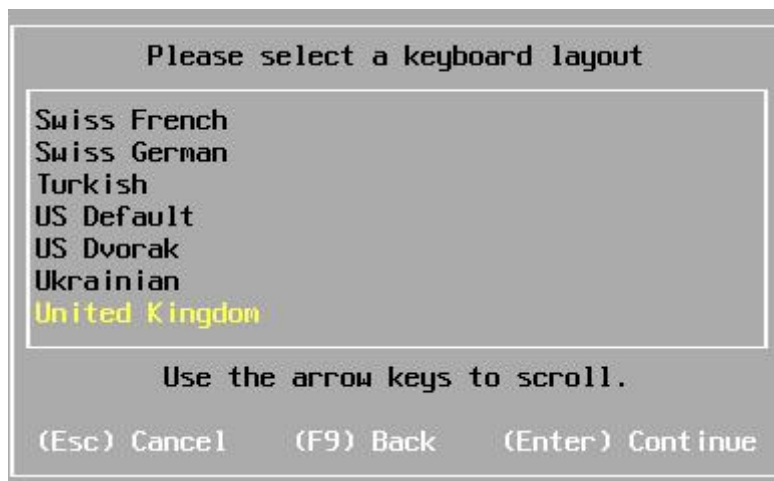 Please select a keyboard layout
Swiss French
Swiss German
Turkish
US Default
US Dvorak
Ukrainian
United Kingdom
Use the arrow keys to scroll.
(Esc) Cancel (F9) Back (Enter) Continue